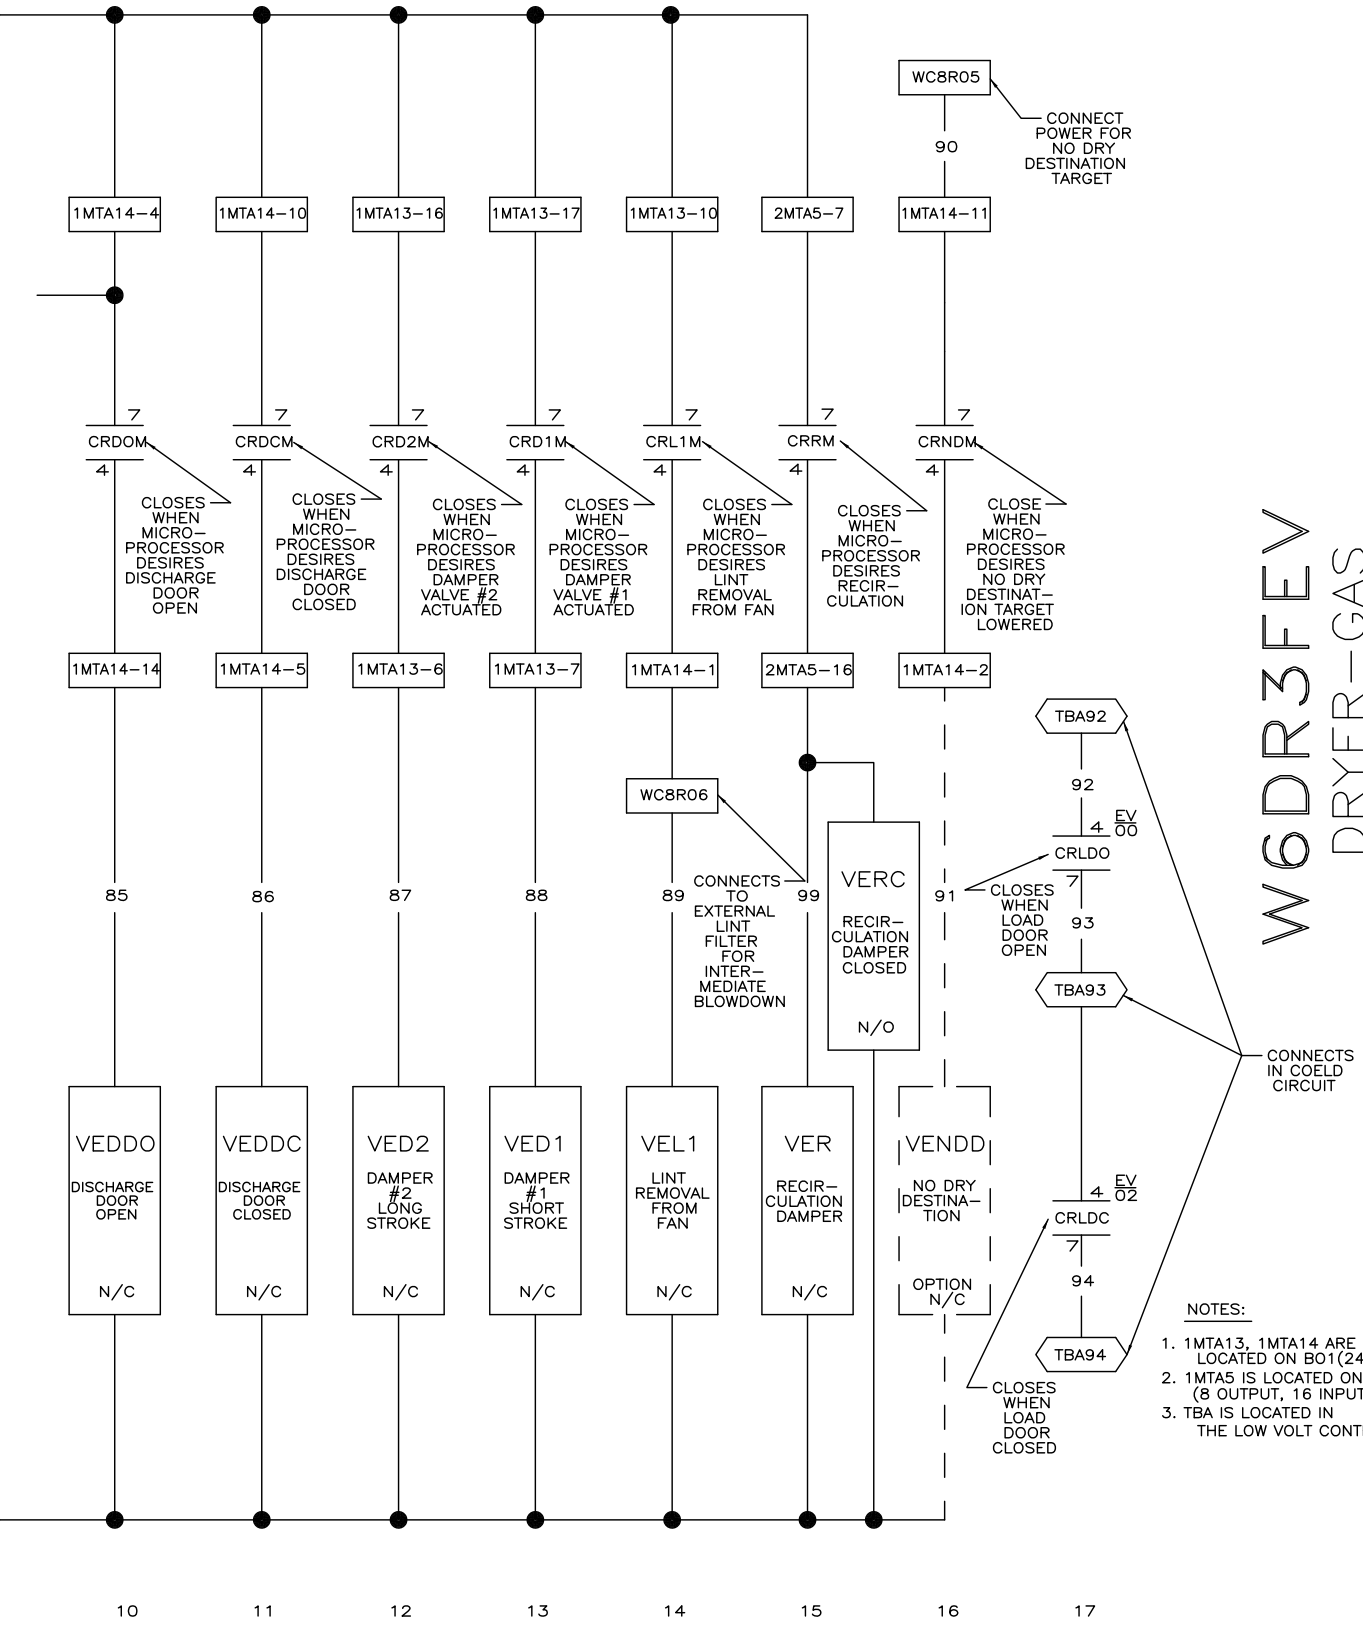 WC8R05
CONNECT
POWER FOR
NO DRY
DESTINATION
TARGET
90
1MTA14-4
1MTA14-10
1MTA13-16
1MTA13-17
1MTA13-10
2MTA5-7
1MTA14-11
7
CRDOM
4
7
CRDCM
4
7
CRD2M
4
7
CRD1M
4
7
CRL1M
4
7
CRRM
4
7
CRNDM
4
CLOSES
WHEN
MICRO-
PROCESSOR
DESIRES
DISCHARGE
DOOR
OPEN
CLOSES
WHEN
MICRO-
PROCESSOR
DESIRES
DISCHARGE
DOOR
CLOSED
CLOSES
WHEN
MICRO-
PROCESSOR
DESIRES
DAMPER
VALVE #2
ACTUATED
CLOSES
WHEN
MICRO-
PROCESSOR
DESIRES
DAMPER
VALVE #1
ACTUATED
CLOSES
WHEN
MICRO-
PROCESSOR
DESIRES
LINT
REMOVAL
FROM FAN
CLOSES
WHEN
MICRO-
PROCESSOR
DESIRES
RECIR-
CULATION
CLOSE
WHEN
MICRO-
PROCESSOR
DESIRES
NO DRY
DESTINAT-
ION TARGET
LOWERED
1MTA14-14
1MTA14-5
1MTA13-6
1MTA13-7
1MTA14-1
2MTA5-16
1MTA14-2
WC8R06
85
86
87
88
89
99
91
CONNECTS
TO
EXTERNAL
LINT
FILTER
FOR
INTER-
MEDIATE
BLOWDOWN
VERC
RECIR-
CULATION
DAMPER
CLOSED
N/O
TBA92
92
4
EV
00
CRLDO
7
93
CLOSES
WHEN
LOAD
DOOR
OPEN
TBA93
CONNECTS
IN COELD
CIRCUIT
VEDDO
DISCHARGE
DOOR
OPEN
N/C
VEDDC
DISCHARGE
DOOR
CLOSED
N/C
VED2
DAMPER
#2
LONG
STROKE
N/C
VED1
DAMPER
#1
SHORT
STROKE
N/C
VEL1
LINT
REMOVAL
FROM
FAN
N/C
VER
RECIR-
CULATION
DAMPER
N/C
VENDD
NO DRY
DESTINA-
TION
OPTION
N/C
4
EV
02
CRLDC
7
94
TBA94
CLOSES
WHEN
LOAD
DOOR
CLOSED
W6DR3FEV
DRYER-GAS
NOTES:
1. 1MTA13, 1MTA14 ARE
LOCATED ON BO1(24
2. 1MTA5 IS LOCATED ON
(8 OUTPUT, 16 INPUT
3. TBA IS LOCATED IN
THE LOW VOLT
10
11
12
13
14
15
16
17